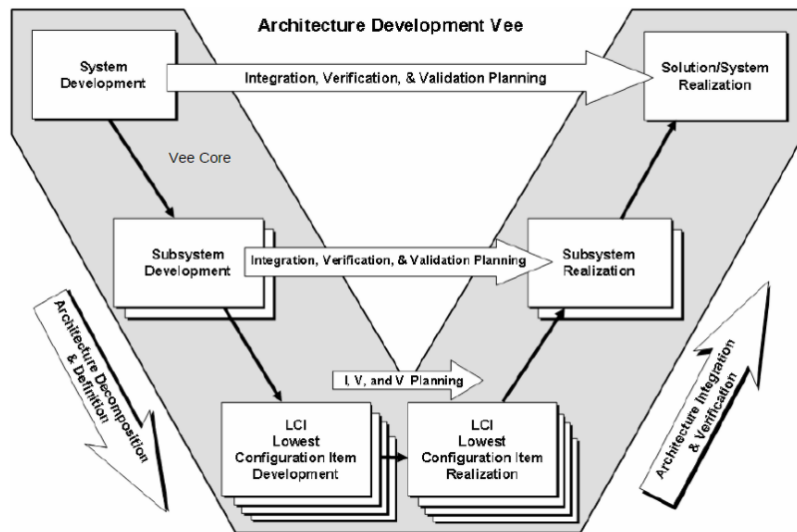 Architecture Development Vee
System
Development
Integration, Verification, & Validation Planning
Solution/System
Realization
Vee Core
Subsystem
Development
Integration, Verification, & Validation Planning
Subsystem
Realization
Architecture Decomposition
& Definition
I, V, and V Planning
Architecture Integration
& Verification
LCI
Lowest
Configuration Item
Development
LCI
Lowest
Configuration Item
Realization